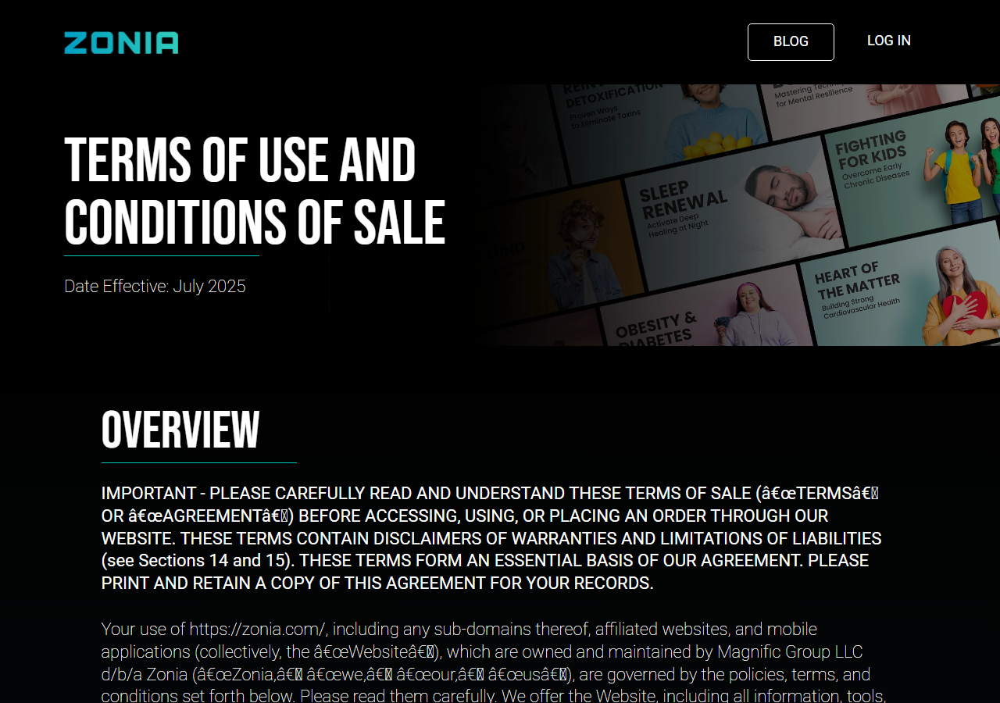 ZONIA
BLOG
LOG IN
DETOXIFICATION
Proven Ways
to Eliminate Toxins
Mastering
for Mental Resilience
FIGHTING
FOR KIDS
Overcome Early
Chronic Diseases
SLEEP
RENEWAL
Activate Deep
Healing at Night
HEART OF
THE MATTER
Building Strong
Cardiovascular Health
OBESITY &
DIABETES
TERMS OF USE AND
CONDITIONS OF SALE
Date Effective: July 2025
OVERVIEW
IMPORTANT - PLEASE CAREFULLY READ AND UNDERSTAND THESE TERMS OF SALE (â€œTERMSâ€
OR â€œAGREEMENTâ€) BEFORE ACCESSING, USING, OR PLACING AN ORDER THROUGH OUR
WEBSITE. THESE TERMS CONTAIN DISCLAIMERS OF WARRANTIES AND LIMITATIONS OF LIABILITIES
(see Sections 14 and 15). THESE TERMS FORM AN ESSENTIAL BASIS OF OUR AGREEMENT. PLEASE
PRINT AND RETAIN A COPY OF THIS AGREEMENT FOR YOUR RECORDS.
Your use of https://zonia.com/, including any sub-domains thereof, affiliated websites, and mobile
applications (collectively, the â€œWebsiteâ€), which are owned and maintained by Magnific Group LLC
d/b/a Zonia (â€œZonia,â€ â€œwe,â€ â€œour,â€ â€œusâ€), are governed by the policies, terms, and
conditions set forth below. Please read them carefully. We offer the Website, including all information, tools,